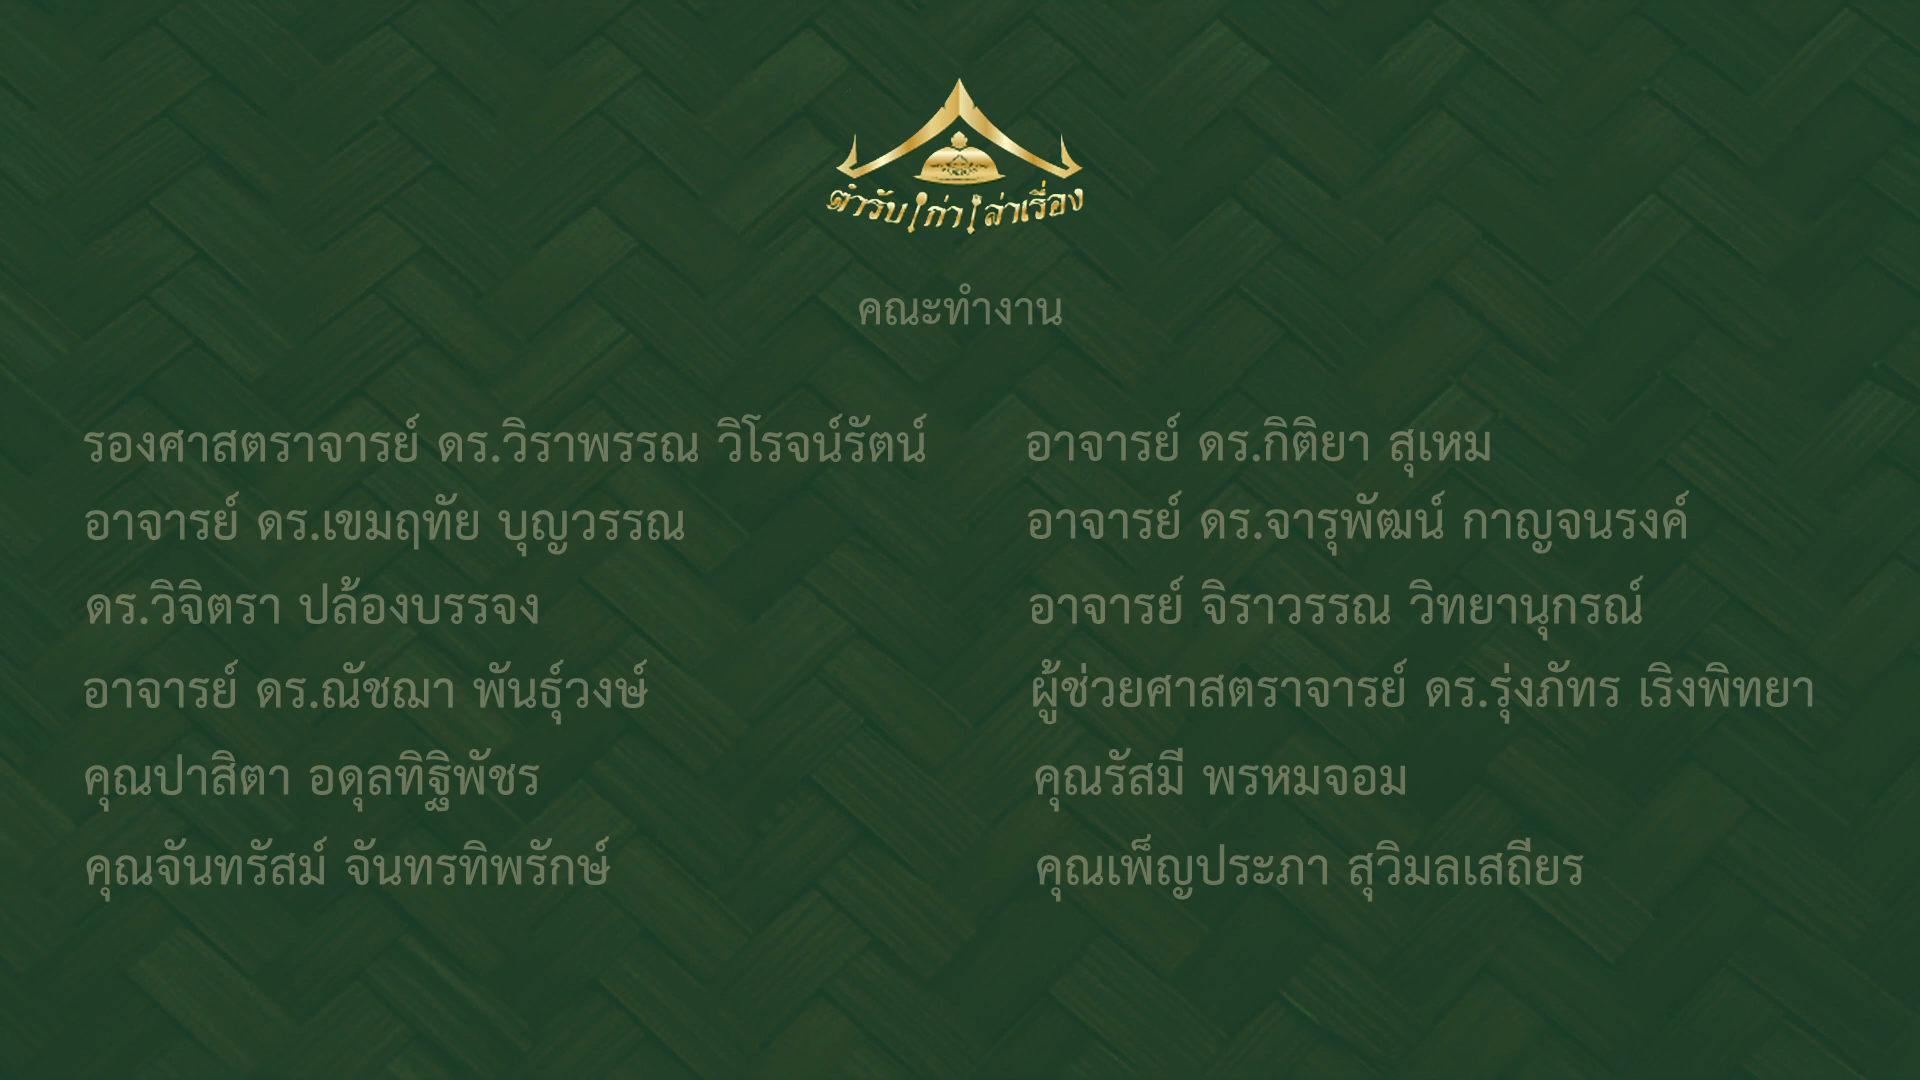 ตำรับเก่าเล่าเรื่อง
คณะทำงาน
รองศาสตราจารย์ ดร.วิราพรรณ วิโรจน์รัตน์
อาจารย์ ดร.เขมฤทัย บุญวรรณ
ดร.วิจิตรา ปล้องบรรจง
อาจารย์ ดร.ณัชฌา พันธุ์วงษ์
คุณปาสิตา อดุลทิฐิพัชร
คุณจันทรัสม์ จันทรทิพรักษ์
อาจารย์ ดร.กิติยา สุเหม
อาจารย์ ดร.จารุพัฒน์ กาญจนรงค์
อาจารย์ จิราวรรณ วิทยานุกรณ์
ผู้ช่วยศาสตราจารย์ ดร.รุ่งภัทร เริงพิทยา
คุณรัสมี พรหมจอม
คุณเพ็ญประภา สุวิมลเสถียร